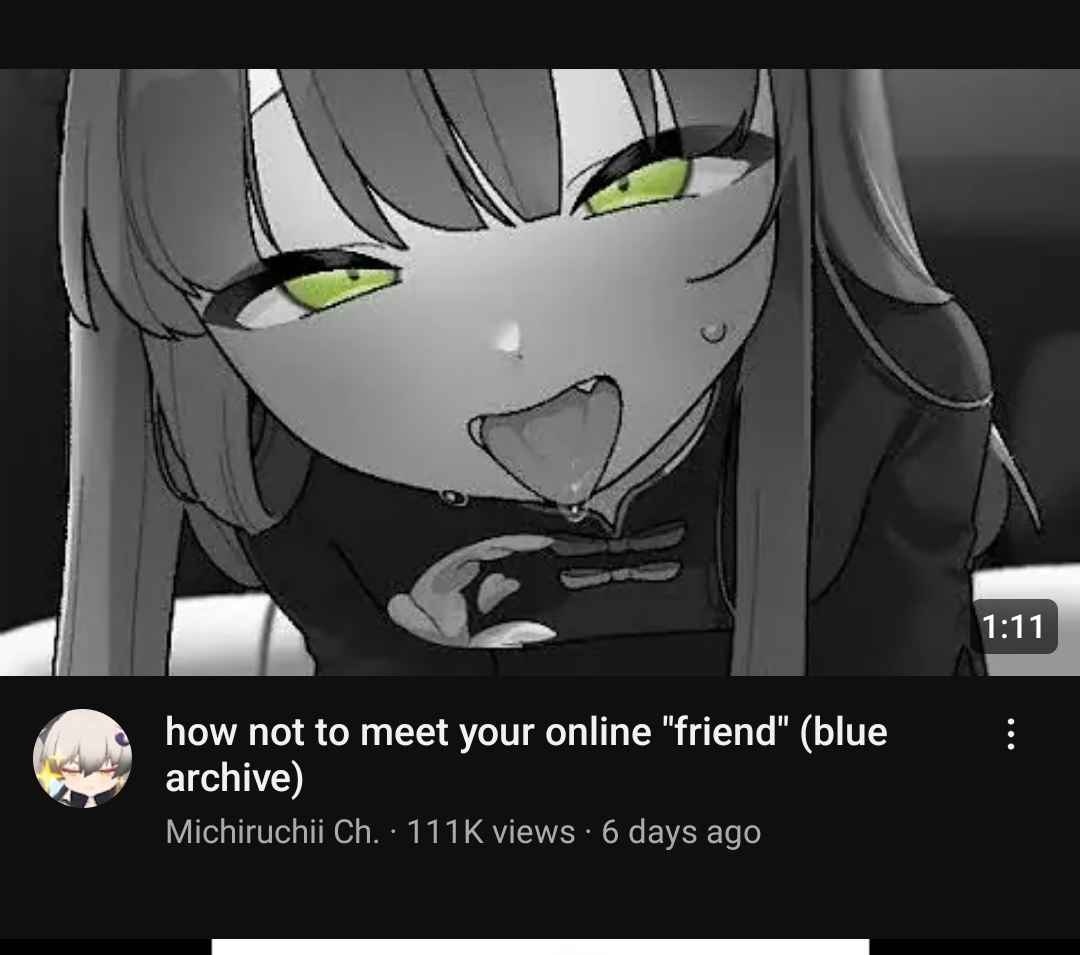 1:11
how not to meet your online "friend" (blue
archive)
Michiruchii Ch. · 111K views · 6 days ago